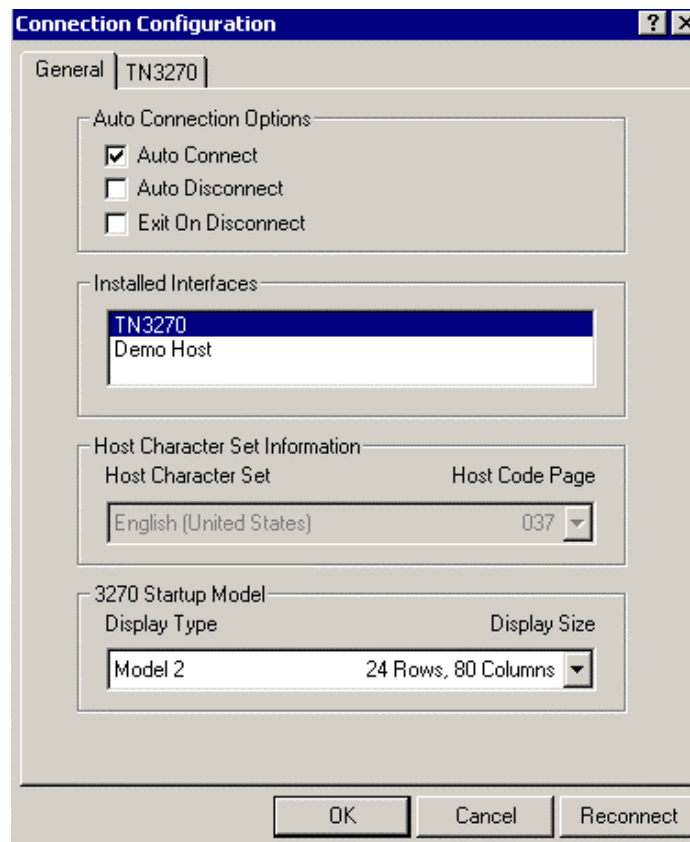 Connection Configuration
General TN3270
Auto Connection Options
Auto Connect
Auto Disconnect
Exit On Disconnect
Installed Interfaces
TN3270
Demo Host
Host Character Set Information
Host Character Set Host Code Page
English (United States) 037
3270 Startup Model
Display Type Display Size
Model 2 24 Rows, 80 Columns
OK Cancel Reconnect